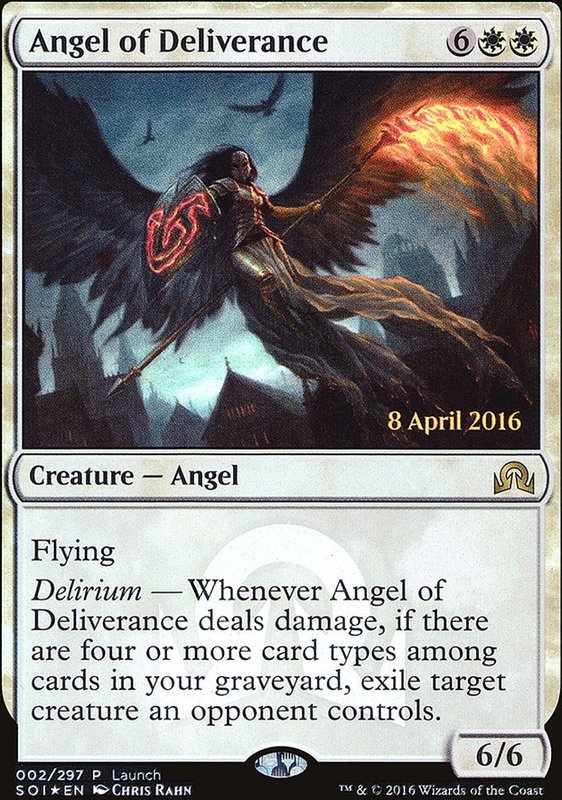 Angel of Deliverance 6
8 April 2016
Creature — Angel
Flying
Delirium — Whenever Angel of
Deliverance deals damage, if there
are four or more card types among
cards in your graveyard, exile target
creature an opponent controls.
6/6
002/297 P Launch
SOI★EN Chris Rahn
™ & © 2016 Wizards of the Coast